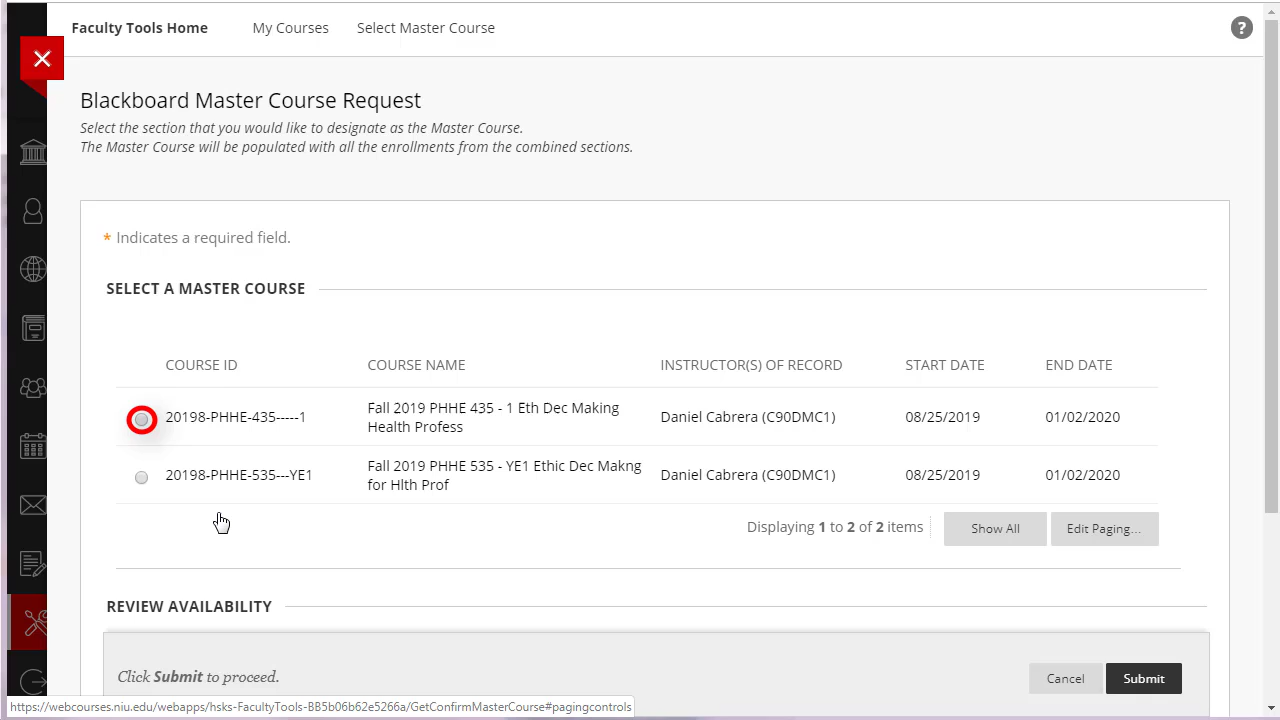 Faculty Tools Home My Courses Select Master Course ?
Blackboard Master Course Request
Select the section that you would like to designate as the Master Course.
The Master Course will be populated with all the enrollments from the combined sections.
* Indicates a required field.
SELECT A MASTER COURSE
COURSE ID COURSE NAME INSTRUCTOR(S) OF RECORD START DATE END DATE
20198-PHHE-435-----1 Fall 2019 PHHE 435 - 1 Eth Dec Making Daniel Cabrera (C90DMC1) 08/25/2019 01/02/2020
Health Profess
20198-PHHE-535---YE1 Fall 2019 PHHE 535 - YE1 Ethic Dec Makng Daniel Cabrera (C90DMC1) 08/25/2019 01/02/2020
for Hlth Prof
Displaying 1 to 2 of 2 items Show All Edit Paging...
REVIEW AVAILABILITY
Click Submit to proceed. Cancel Submit
https://webcourses.niu.edu/webapps/hsks-FacultyTools-BB5b06b62e5266a/GetConfirmMasterCourse#pagingcontrols